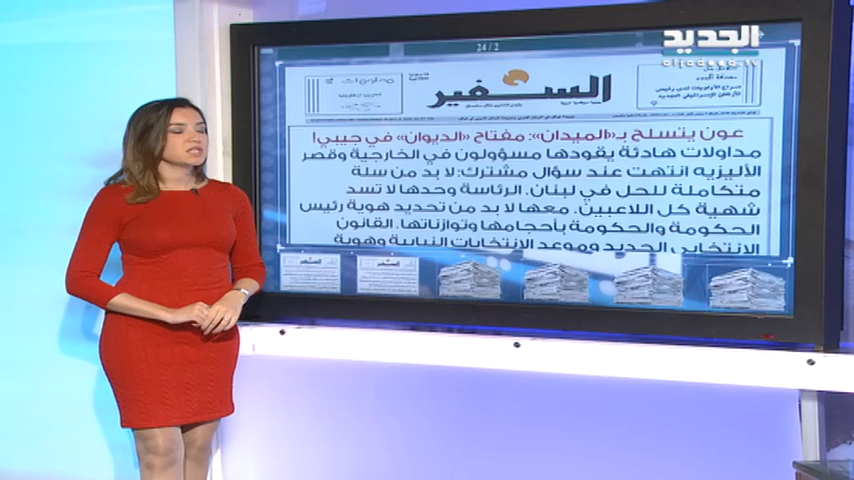 الجديد
aljadeed.tv
24/2
السفير
عون يتسلح بـ«الميدان»: مفتاح «الديوان» في جيبي!
مداولات هادئة يقودها مسؤولون في الخارجية وقصر
الأليزيه انتهت عند سؤال مشترك: لا بد من سلة
متكاملة للحل في لبنان. الرئاسة وحدها لا تسد
شهية كل اللاعبين. معها لا بد من تحديد هوية رئيس
الحكومة والحكومة بأحجامها وتوازناتها. القانون
الانتخابي الجديد وموعد الانتخابات النيابية وهوية